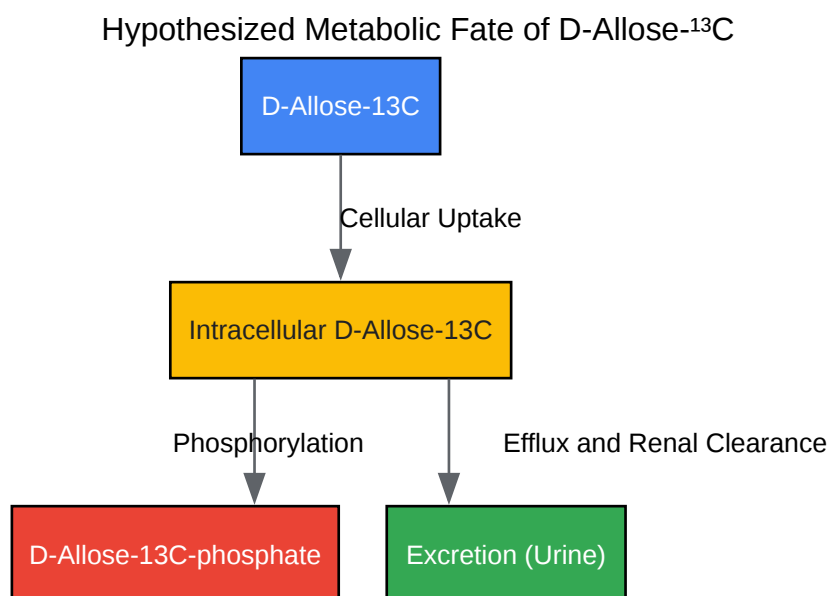 Hypothesized Metabolic Fate of D-Allose-¹³C
D-Allose-13C
Cellular Uptake
Intracellular D-Allose-13C
Phosphorylation
Efflux and Renal Clearance
D-Allose-13C-phosphate
Excretion (Urine)